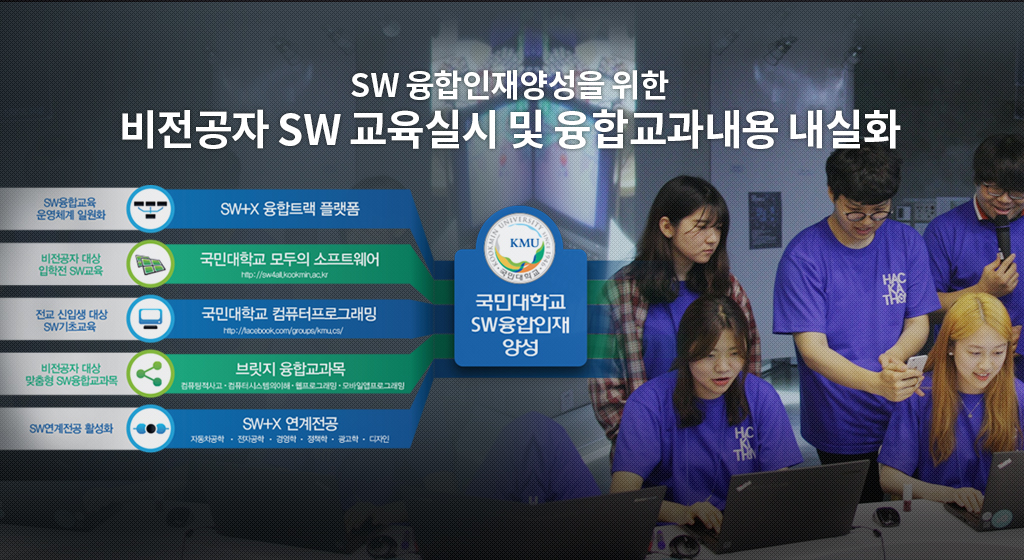 SW 융합인재양성을 위한
비전공자 SW 교육실시 및 융합교과내용 내실화
SW융합교육
운영체계 일원화
SW+X 융합트랙 플랫폼
비전공자 대상
입학전 SW교육
국민대학교 모두의 소프트웨어
http://sw4all.kookmin.ac.kr
전교 신입생 대상
SW기초교육
국민대학교 컴퓨터프로그래밍
http://facebook.com/groups/kmu.cs/
비전공자 대상
맞춤형 SW융합교과목
브릿지 융합교과목
컴퓨팅적사고 • 컴퓨터시스템의이해 • 웹프로그래밍 • 모바일앱프로그래밍
SW연계전공 활성화
SW+X 연계전공
자동차공학 • 전자공학 • 경영학 • 정책학 • 광고학 • 디자인
KOOKMIN UNIVERSITY
KMU
국민대학교
국민대학교
SW융합인재
양성
HAC
KA
TH
HAC
KA
THN